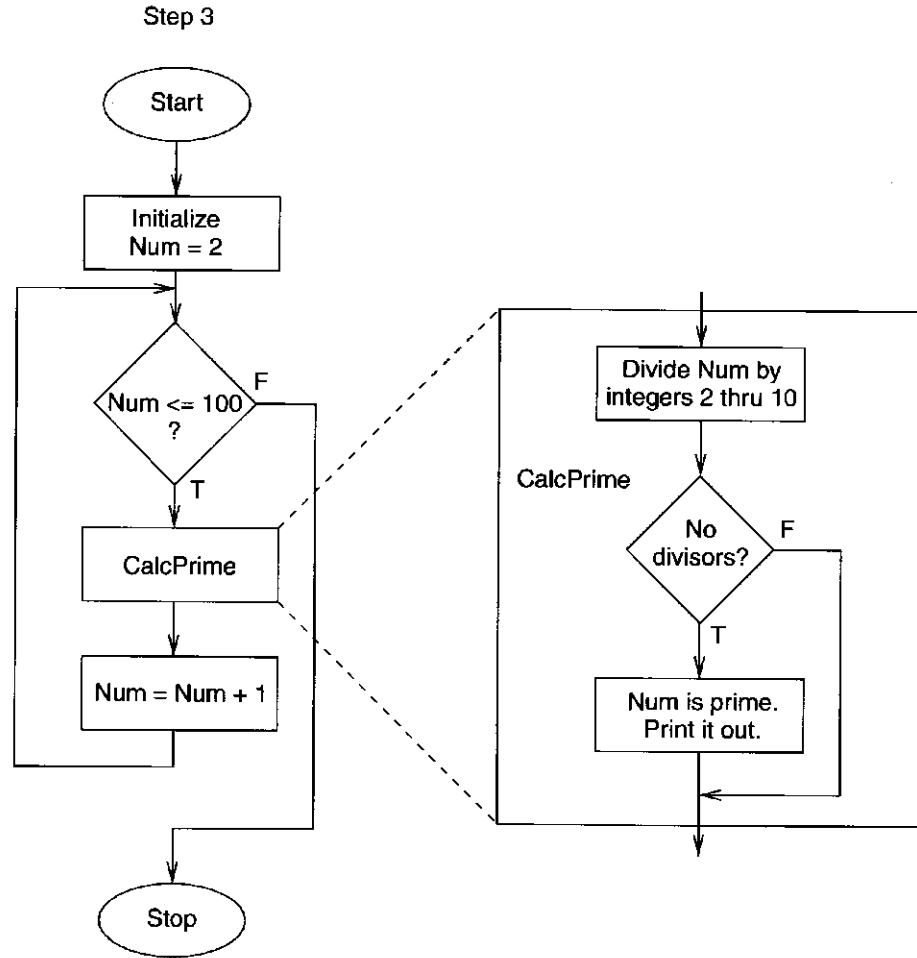 Step 3
Start
Initialize
Num = 2
Num <= 100
?
F
T
CalcPrime
Num = Num + 1
Stop
Divide Num by
integers 2 thru 10
CalcPrime
No
divisors?
F
T
Num is prime.
Print it out.